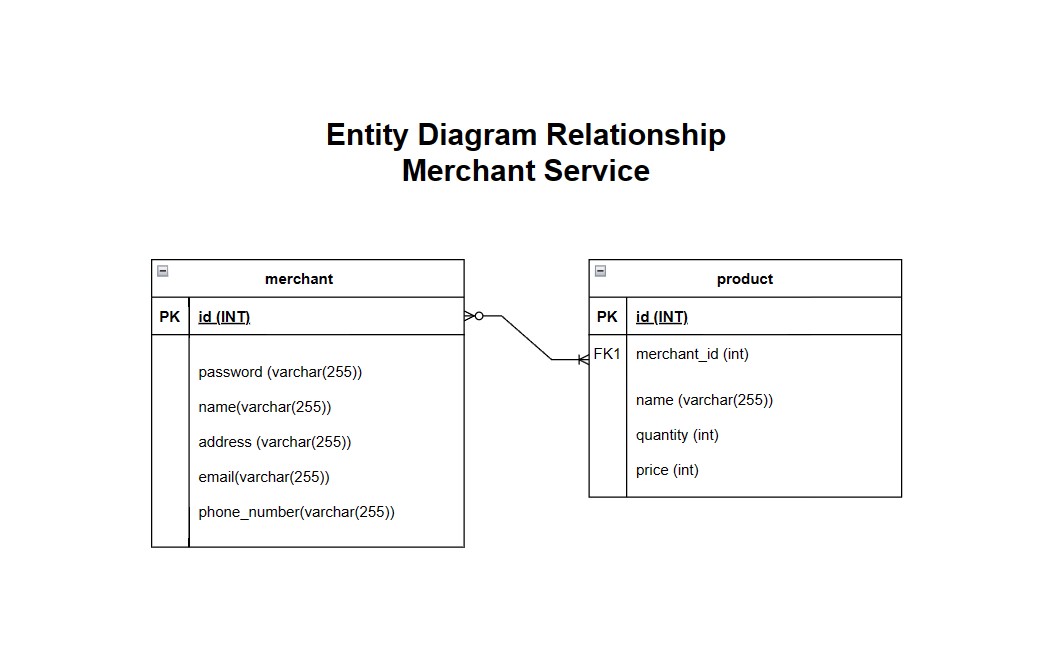 Entity Diagram Relationship
Merchant Service
merchant
PK id (INT)
password (varchar(255))
name(varchar(255))
address (varchar(255))
email(varchar(255))
phone_number(varchar(255))
product
PK id (INT)
FK1 merchant_id (int)
name (varchar(255))
quantity (int)
price (int)